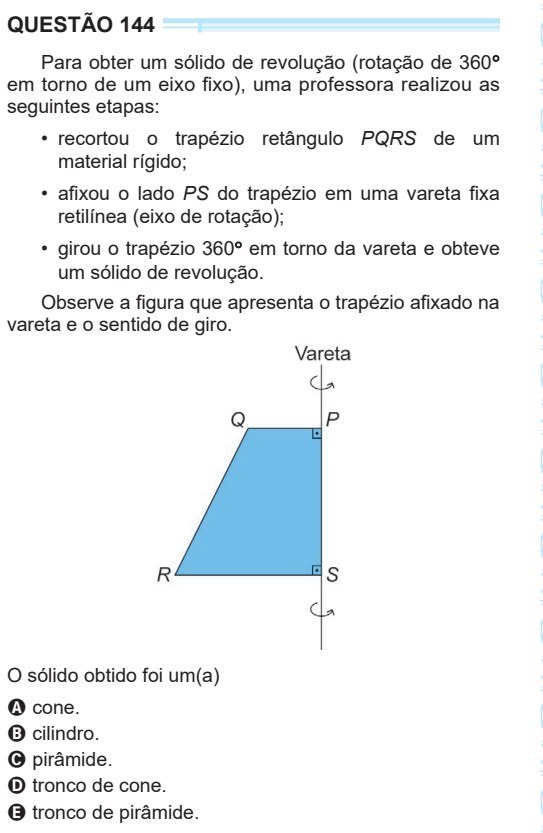 QUESTÃO 144
Para obter um sólido de revolução (rotação de 360º
em torno de um eixo fixo), uma professora realizou as
seguintes etapas:
• recortou o trapézio retângulo PQRS de um
material rígido;
• afixou o lado PS do trapézio em uma vareta fixa
retilínea (eixo de rotação);
• girou o trapézio 360º em torno da vareta e obteve
um sólido de revolução.
Observe a figura que apresenta o trapézio afixado na
vareta e o sentido de giro.
Vareta
Q P
R S
O sólido obtido foi um(a)
A cone.
B cilindro.
C pirâmide.
D tronco de cone.
E tronco de pirâmide.